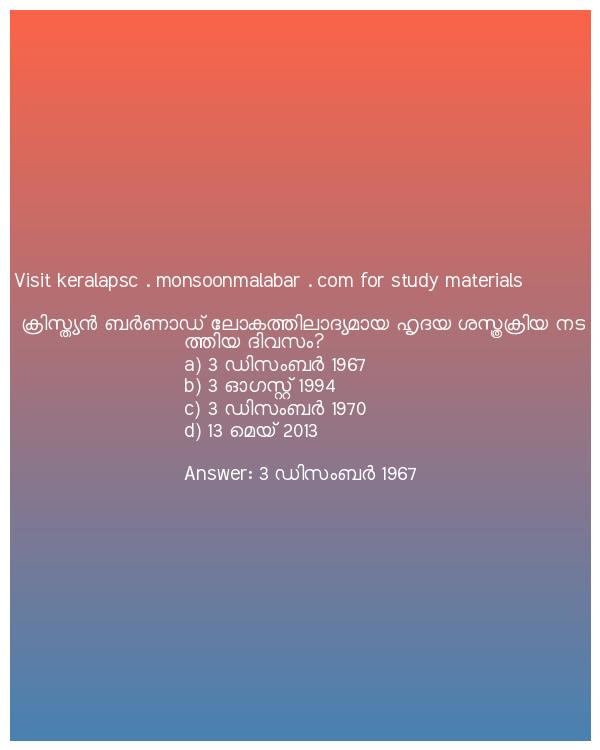 Visit keralapsc . monsoonmalabar . com for study materials
ക്രിസ്ത്യൻ ബർണാഡ് ലോകത്തിലാദ്യമായ ഹൃദയ ശസ്ത്രക്രിയ നട
ത്തിയ ദിവസം?
a) 3 ഡിസംബർ 1967
b) 3 ഓഗസ്റ്റ് 1994
c) 3 ഡിസംബർ 1970
d) 13 മെയ് 2013
Answer: 3 ഡിസംബർ 1967